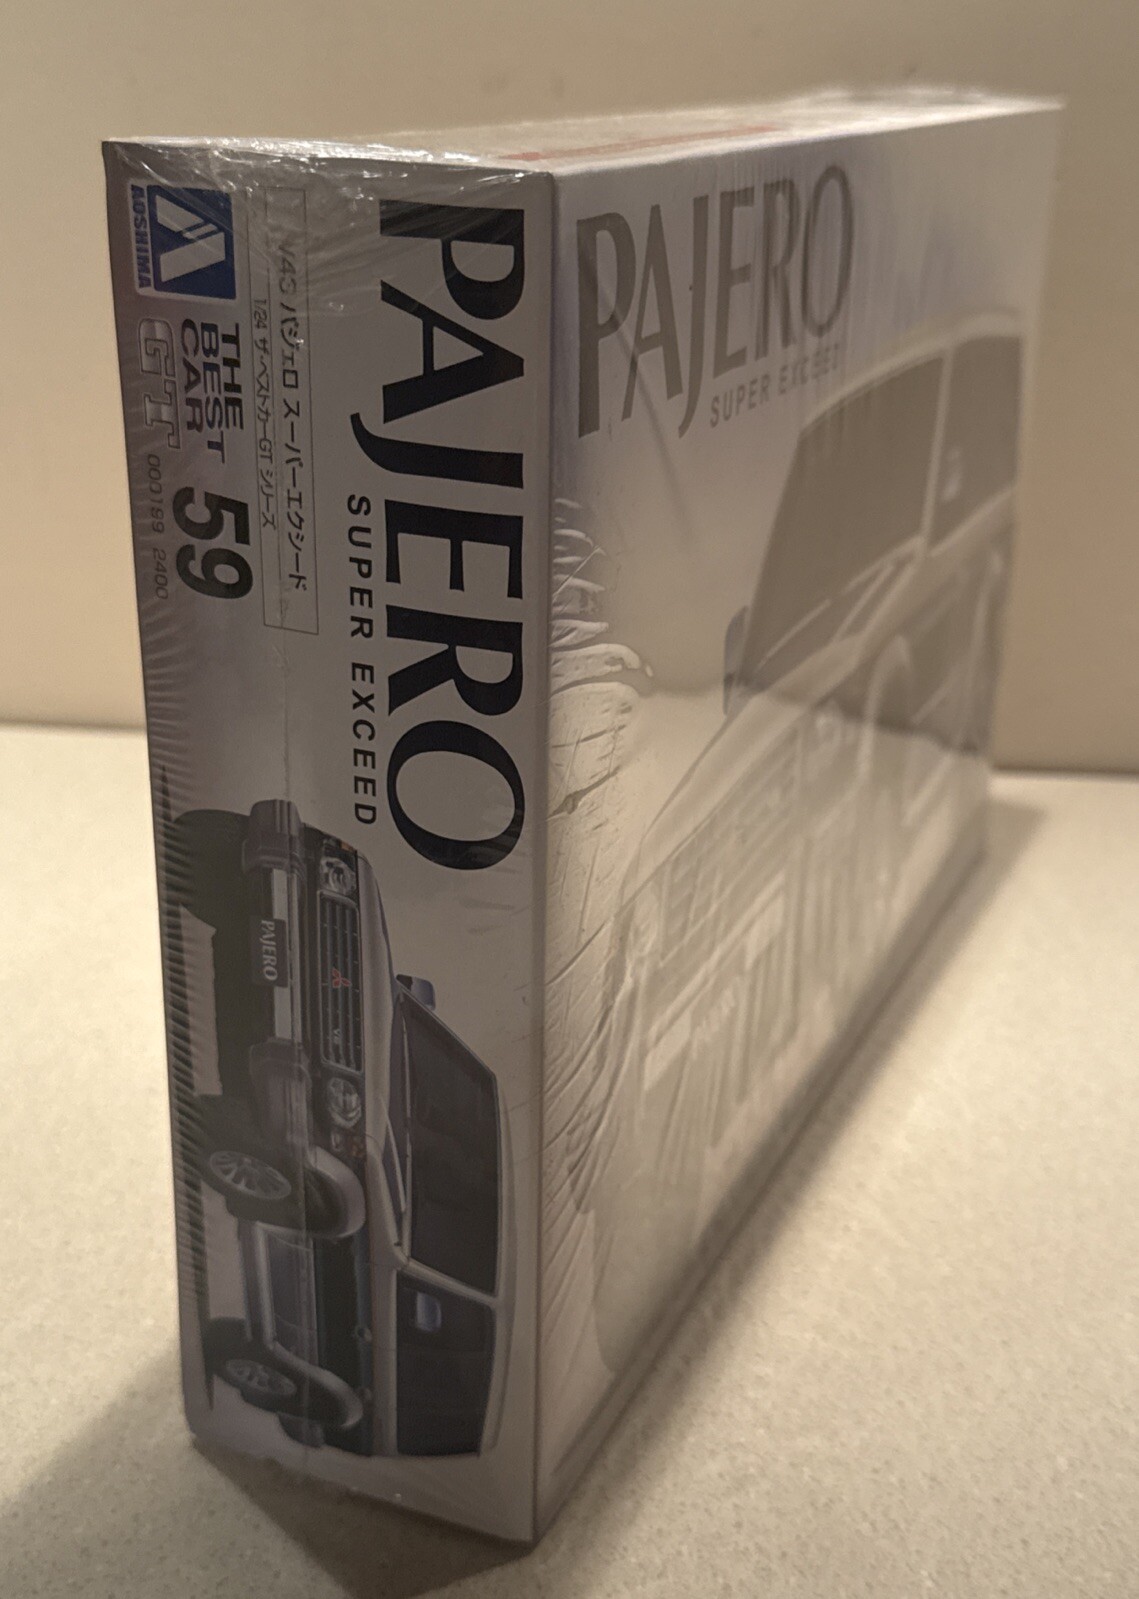 AOSHIMA
THE
BEST
CAR
GT
59
000199 2400
V43 パジェロ スーパーエクシード
1/24 ザ・ベストカーGT シリーズ
PAJERO
SUPER EXCEED
PAJERO
PAJERO
SUPER EXCEED